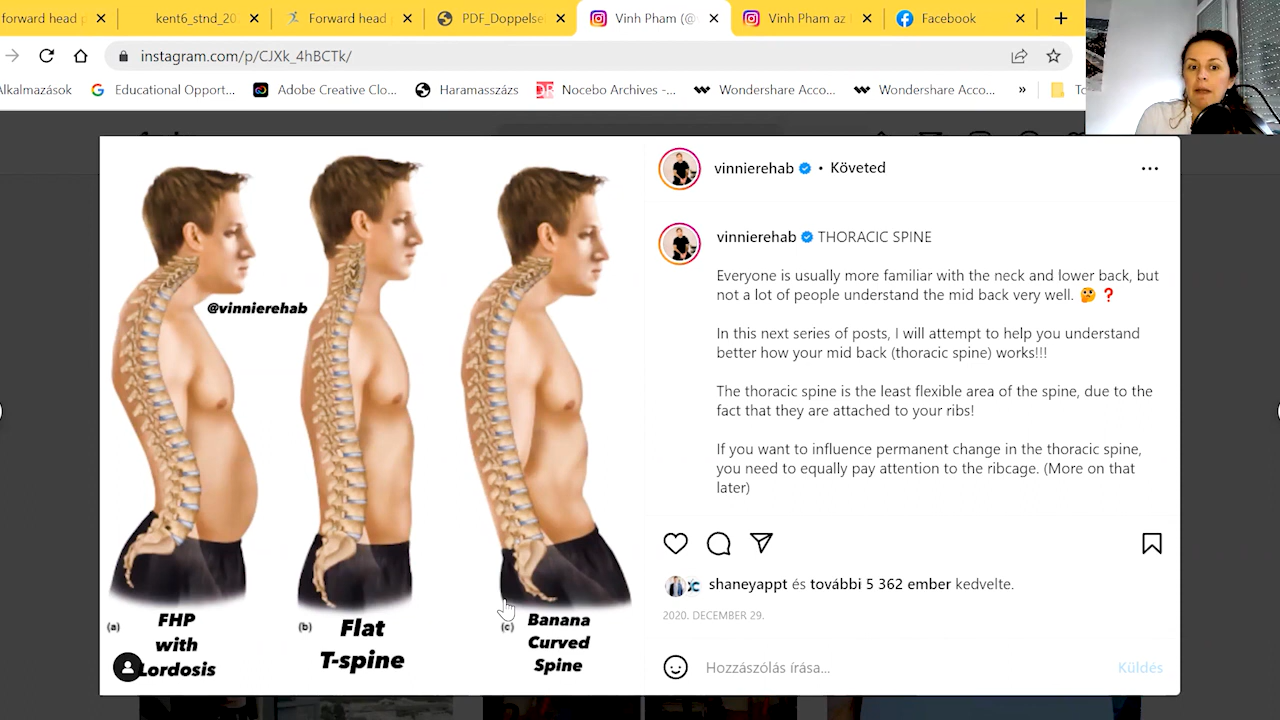 forward head p
kent6_stnd_20
Forward head
PDF_Doppelse
Vinh Pham (@
Vinh Pham az
Facebook
instagram.com/p/CJXk_4hBCTk/
Alkalmazások
Educational Opport...
Adobe Creative Clo...
Haramasszázs
Nocebo Archives -...
Wondershare Acco...
Wondershare Acco...
»
vinnierehab • Követed
vinnierehab THORACIC SPINE
Everyone is usually more familiar with the neck and lower back, but
not a lot of people understand the mid back very well. 🤔 ❓
In this next series of posts, I will attempt to help you understand
better how your mid back (thoracic spine) works!!!
The thoracic spine is the least flexible area of the spine, due to the
fact that they are attached to your ribs!
If you want to influence permanent change in the thoracic spine,
you need to equally pay attention to the ribcage. (More on that
later)
shaneyappt és további 5 362 ember kedvelte.
2020. DECEMBER 29.
Hozzászólás írása...
Küldés
@vinnierehab
(a)
FHP
with
Lordosis
(b)
Flat
T-spine
(c)
Banana
Curved
Spine